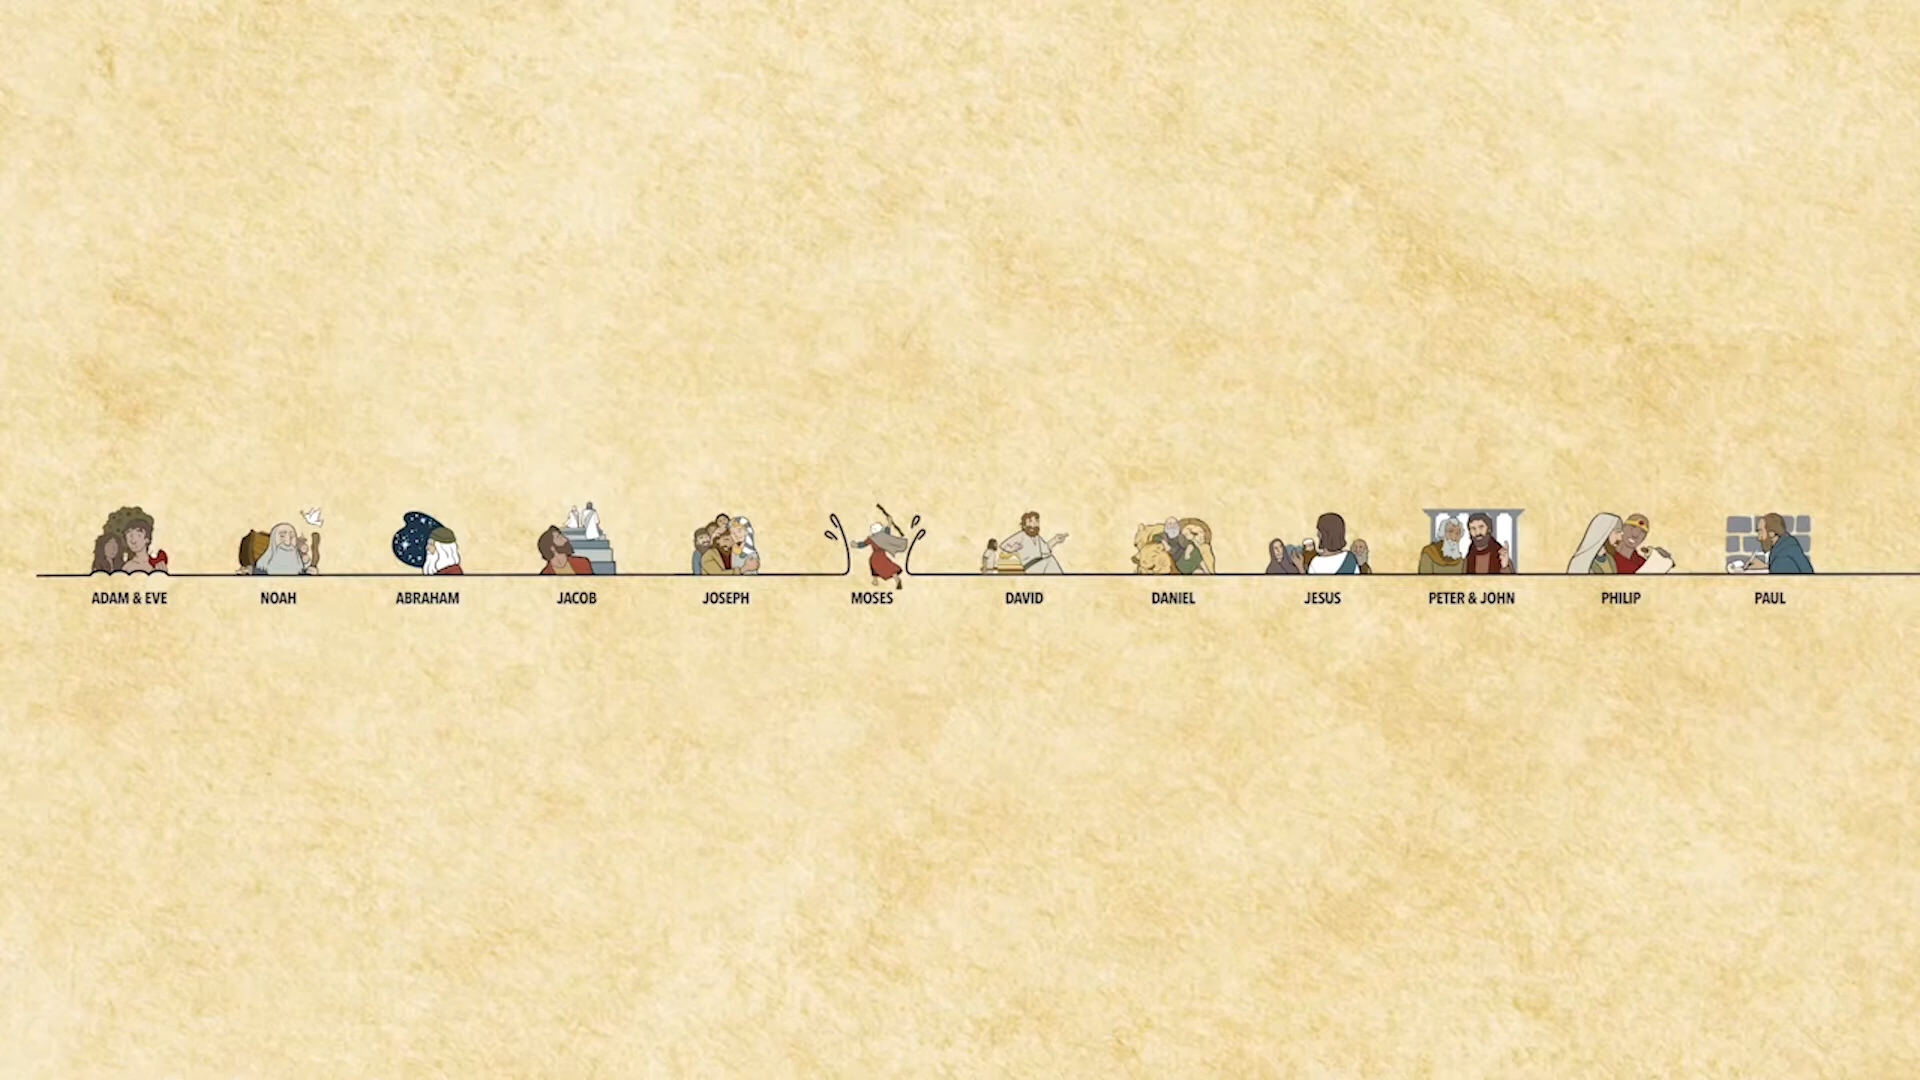 ADAM & EVE
NOAH
ABRAHAM
JACOB
JOSEPH
MOSES
DAVID
DANIEL
JESUS
PETER & JOHN
PHILIP
PAUL